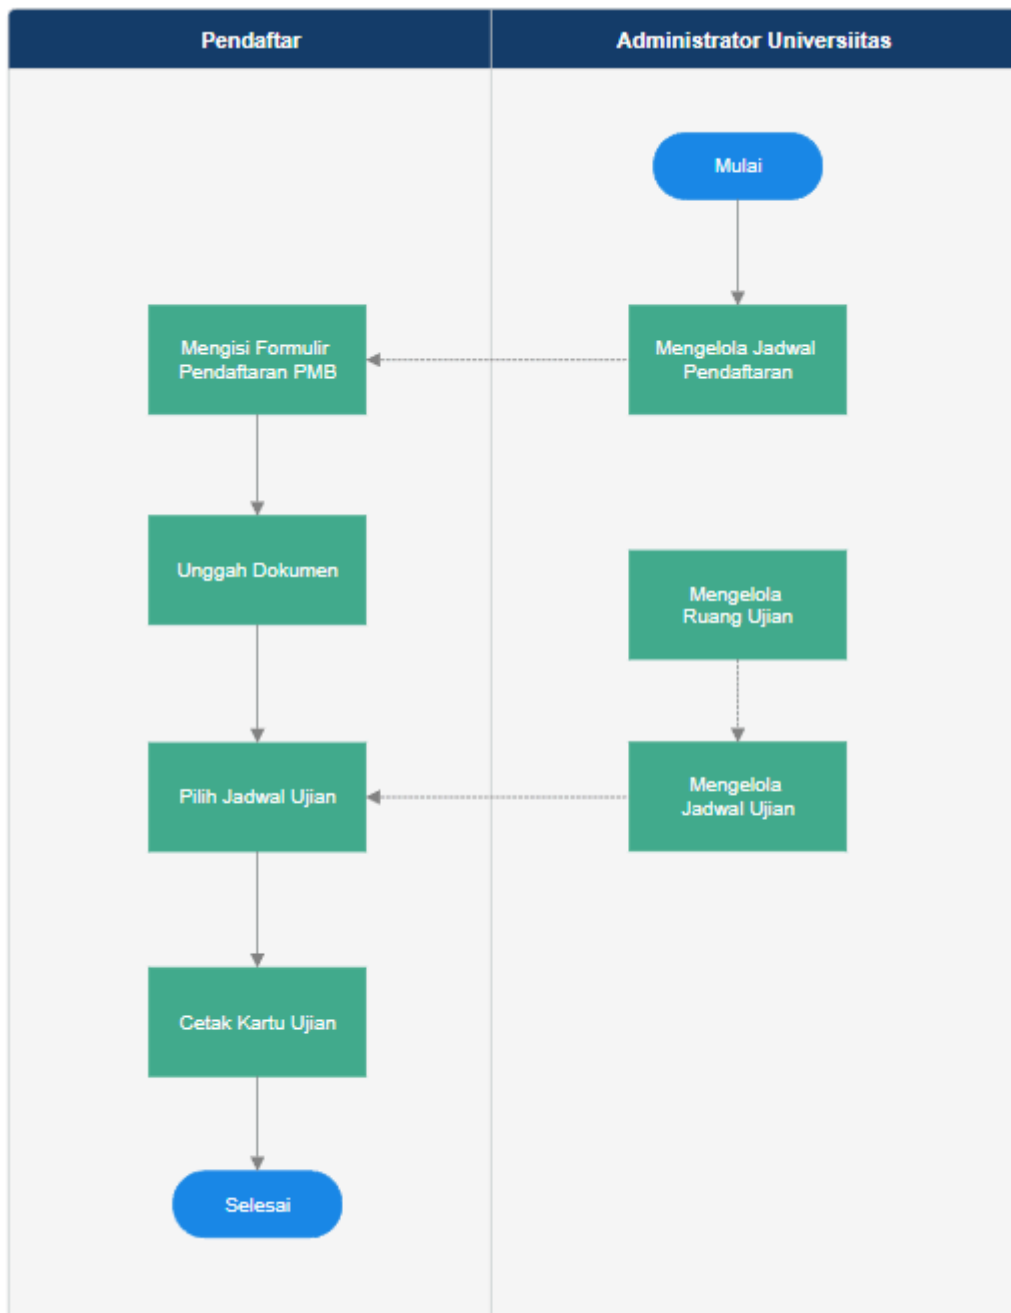 Pendaftar
Administrator Universiitas
Mulai
Mengisi Formulir
Pendaftaran PMB
Mengelola Jadwal
Pendaftaran
Unggah Dokumen
Mengelola
Ruang Ujian
Pilih Jadwal Ujian
Mengelola
Jadwal Ujian
Cetak Kartu Ujian
Selesai